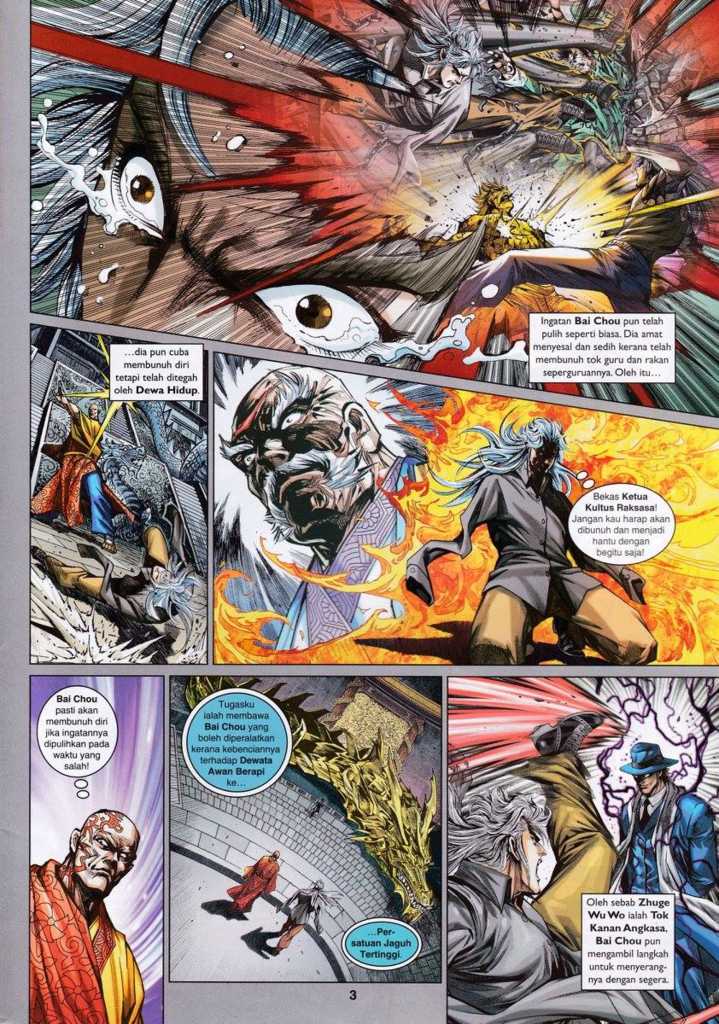 Ingatan Bai Chou pun telah
pulih seperti biasa. Dia amat
menyesal dan sedih kerana telah
membunuh tok guru dan rakan
seperguruannya. Oleh itu...
...dia pun cuba
membunuh diri
tetapi telah ditegah
oleh Dewa Hidup.
Bekas Ketua
Kultus Raksasa!
Jangan kau harap akan
dibunuh dan menjadi
hantu dengan
begitu saja!
Bai Chou
pasti akan
membunuh diri
jika ingatannya
dipulihkan pada
waktu yang
salah!
Tugasku
ialah membawa
Bai Chou yang
boleh diperalatkan
kerana kebenciannya
terhadap Dewata
Awan Berapi
ke...
...Per-
satuan Jaguh
Tertinggi.
Oleh sebab Zhuge
Wu Wo ialah Tok
Kanan Angkasa,
Bai Chou pun
mengambil langkah
untuk menyerang-
nya dengan segera.
3